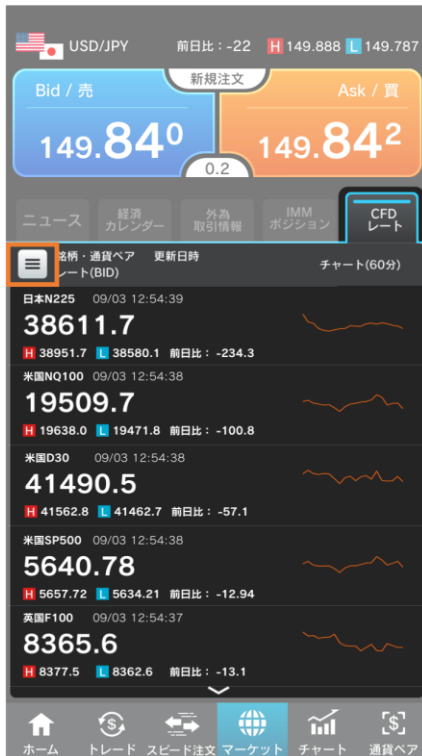 USD/JPY 前日比：-22 H 149.888 L 149.787
新規注文
Bid / 売 Ask / 買
149.840 149.842
0.2
ニュース 経済カレンダー 外為取引情報 IMMポジション CFDレート
銘柄・通貨ペア 更新日時
レート(BID) チャート(60分)
日本N225 09/03 12:54:39
38611.7
H 38951.7 L 38580.1 前日比： -234.3
米国NQ100 09/03 12:54:38
19509.7
H 19638.0 L 19471.8 前日比： -100.8
米国D30 09/03 12:54:38
41490.5
H 41562.8 L 41462.7 前日比： -57.1
米国SP500 09/03 12:54:38
5640.78
H 5657.72 L 5634.21 前日比： -12.94
英国F100 09/03 12:54:37
8365.6
H 8377.5 L 8362.6 前日比： -13.1
ホーム トレード スピード注文 マーケット チャート 通貨ペア